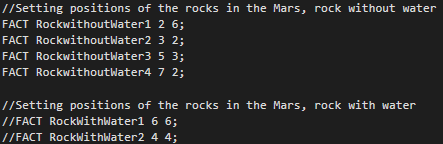 //Setting positions of the rocks in the Mars, rock without water
FACT RockwithoutWater1 2 6;
FACT RockwithoutWater2 3 2;
FACT RockwithoutWater3 5 3;
FACT RockwithoutWater4 7 2;
//Setting positions of the rocks in the Mars, rock with water
//FACT RockWithWater1 6 6;
//FACT RockWithWater2 4 4;